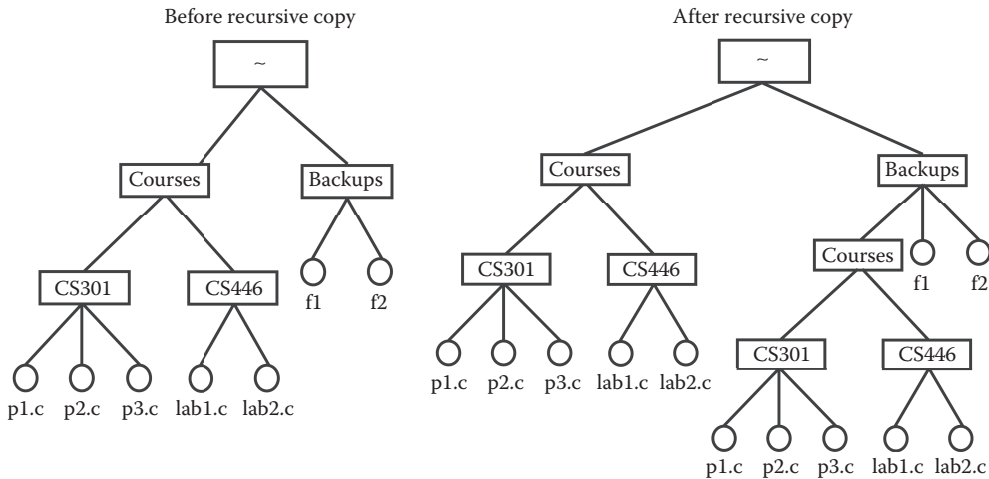 Before recursive copy
~
Courses
Backups
CS301
CS446
f1
f2
p1.c
p2.c
p3.c
lab1.c
lab2.c
After recursive copy
~
Courses
Backups
CS301
CS446
Courses
f1
f2
p1.c
p2.c
p3.c
lab1.c
lab2.c
CS301
CS446
p1.c
p2.c
p3.c
lab1.c
lab2.c